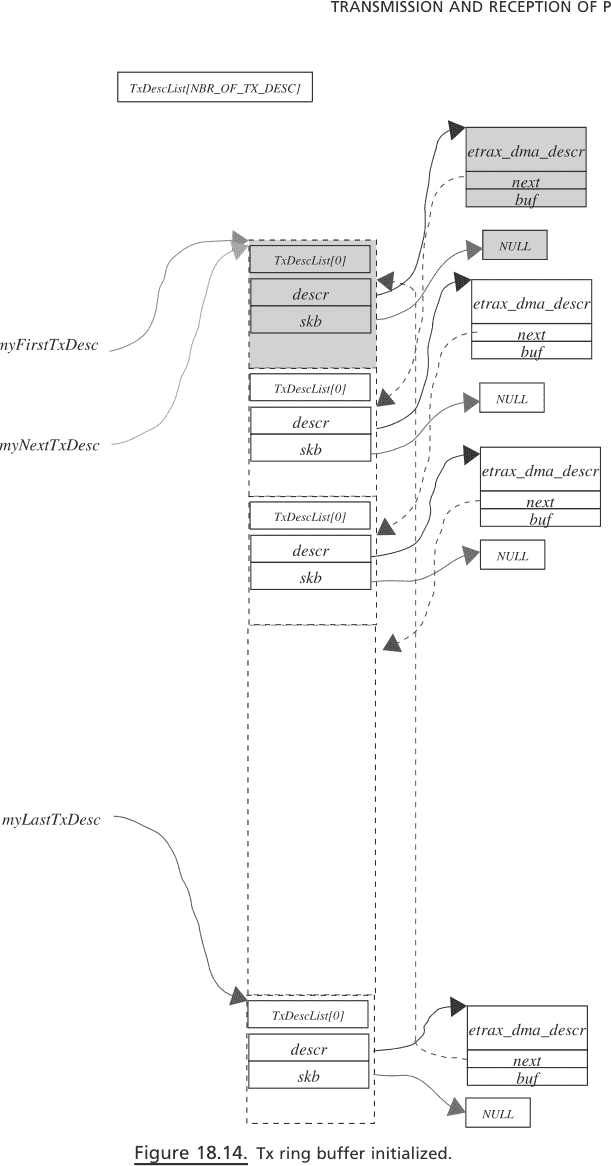 TRANSMISSION AND RECEPTION OF P
TxDescList[NBR_OF_TX_DESC]
etrax_dma_descr
next
buf
NULL
TxDescList[0]
descr
skb
etrax_dma_descr
next
buf
myFirstTxDesc
TxDescList[0]
NULL
descr
myNextTxDesc
skb
etrax_dma_descr
next
buf
TxDescList[0]
descr
NULL
skb
myLastTxDesc
TxDescList[0]
etrax_dma_descr
descr
next
skb
buf
NULL
Figure 18.14. Tx ring buffer initialized.